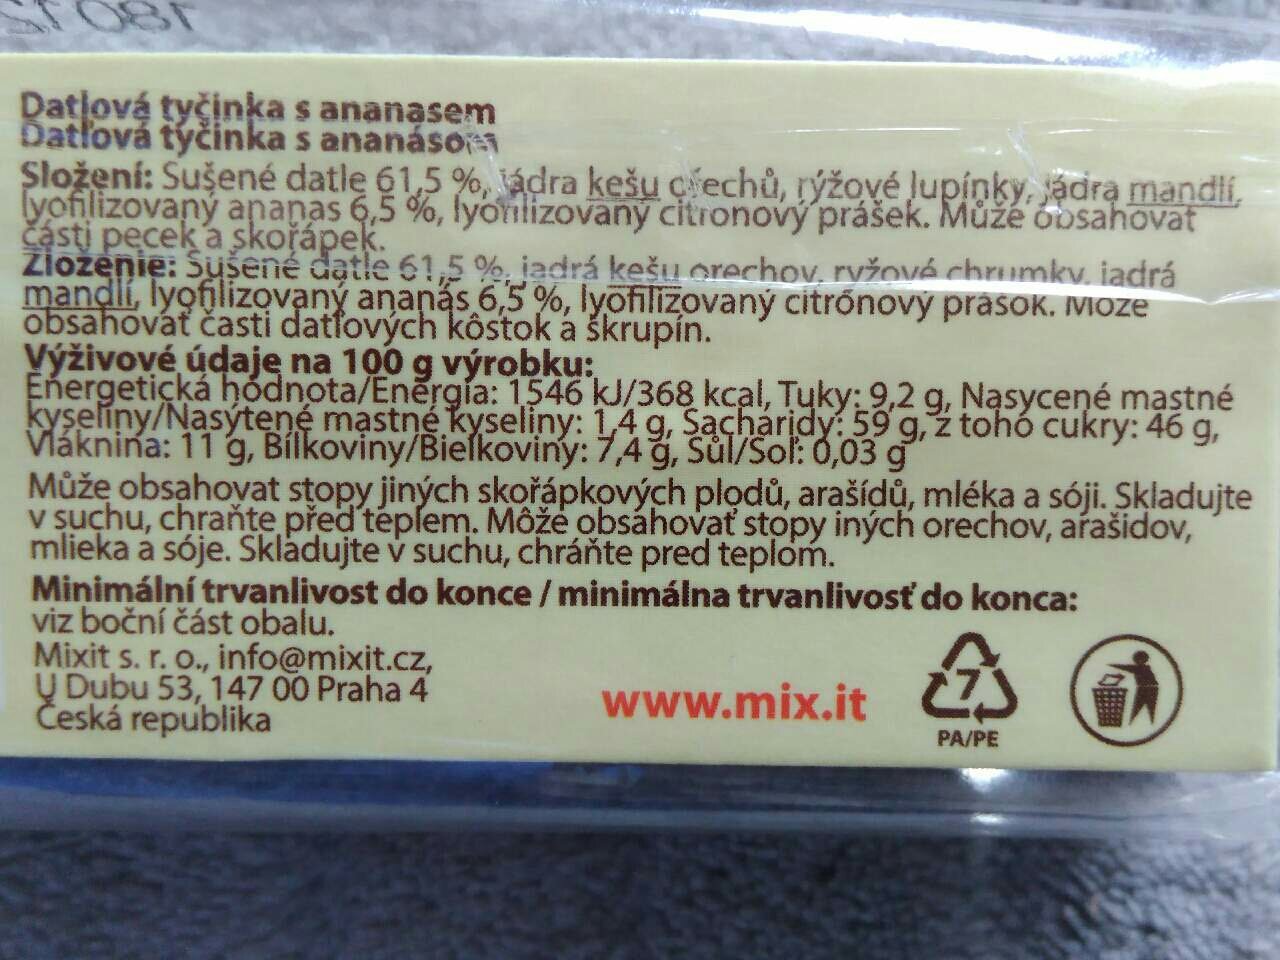 Datlová tyčinka s ananasem
Datľová tyčinka s ananásom
Složení: Sušené datle 61,5 %, jádra kešu ořechů, rýžové lupínky, jádra mandlí,
lyofilizovaný ananas 6,5 %, lyofilizovaný citronový prášek. Může obsahovat
části pecek a skořápek.
Zloženie: Sušené datle 61,5 %, jadrá kešu orechov, ryžové chrumky, jadrá
mandlí, lyofilizovaný ananás 6,5 %, lyofilizovaný citrónový prášok. Môže
obsahovať časti datľových kôstok a škrupín.
Výživové údaje na 100 g výrobku:
Energetická hodnota/Energia: 1546 kJ/368 kcal, Tuky: 9,2 g, Nasycené mastné
kyseliny/Nasýtené mastné kyseliny: 1,4 g, Sacharidy: 59 g, z toho cukry: 46 g,
Vláknina: 11 g, Bílkoviny/Bielkoviny: 7,4 g, Sůl/Soľ: 0,03 g
Může obsahovat stopy jiných skořápkových plodů, arašídů, mléka a sóji. Skladujte
v suchu, chraňte před teplem. Môže obsahovať stopy iných orechov, arašidov,
mlieka a sóje. Skladujte v suchu, chráňte pred teplom.
Minimální trvanlivost do konce / minimálna trvanlivosť do konca:
viz boční část obalu.
Mixit s. r. o., info@mixit.cz,
U Dubu 53, 147 00 Praha 4
Česká republika
www.mix.it
7
PA/PE